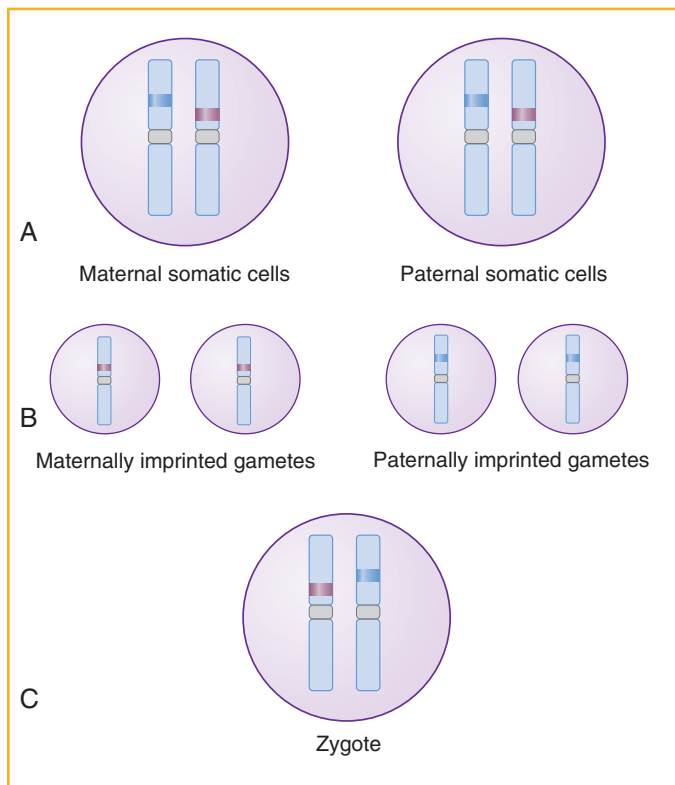 A
Maternal somatic cells
Paternal somatic cells
B
Maternally imprinted gametes
Paternally imprinted gametes
C
Zygote